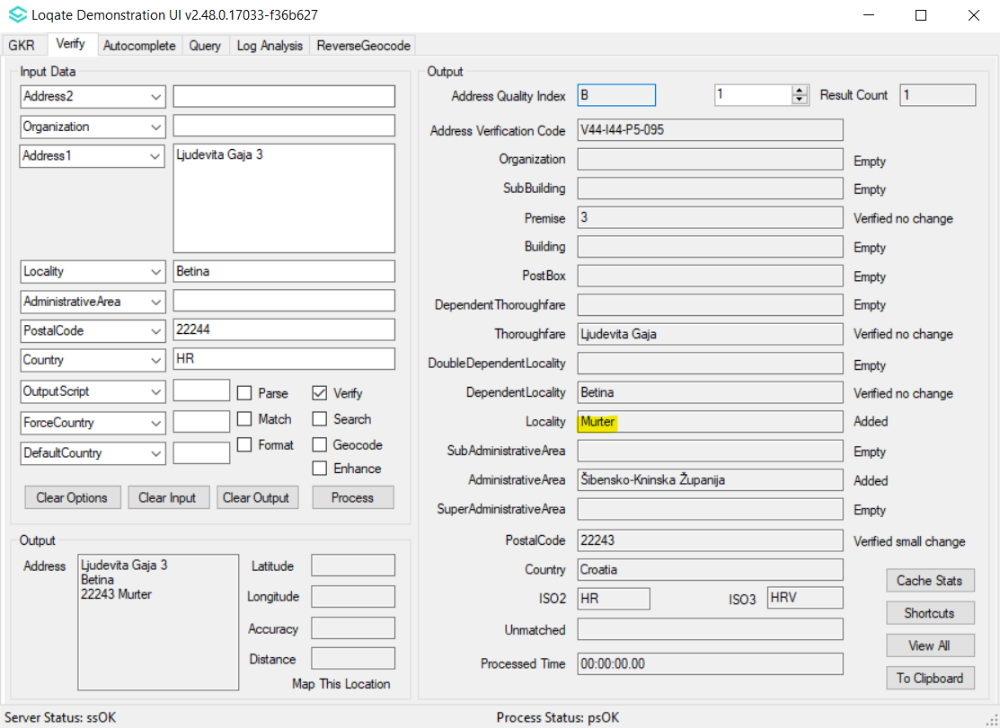 Loqate Demonstration UI v2.48.0.17033-f36b627
GKR Verify Autocomplete Query Log Analysis ReverseGeocode
Input Data
Address2
Organization
Address1 Ljudevita Gaja 3
Locality Betina
AdministrativeArea
PostalCode 22244
Country HR
OutputScript Parse Verify
ForceCountry Match Search
DefaultCountry Format Geocode
Enhance
Clear Options Clear Input Clear Output Process
Output
Address Ljudevita Gaja 3
Betina
22243 Murter
Latitude
Longitude
Accuracy
Distance
Map This Location
Output
Address Quality Index B 1 Result Count 1
Address Verification Code V44-I44-P5-095
Organization Empty
SubBuilding Empty
Premise 3 Verified no change
Building Empty
PostBox Empty
DependentThoroughfare Empty
Thoroughfare Ljudevita Gaja Verified no change
DoubleDependentLocality Empty
DependentLocality Betina Verified no change
Locality Murter Added
SubAdministrativeArea Empty
AdministrativeArea Šibensko-Kninska Županija Added
SuperAdministrativeArea Empty
PostalCode 22243 Verified small change
Country Croatia
ISO2 HR ISO3 HRV
Unmatched
Processed Time 00:00:00.00
Cache Stats
Shortcuts
View All
To Clipboard
Server Status: ssOK Process Status: psOK